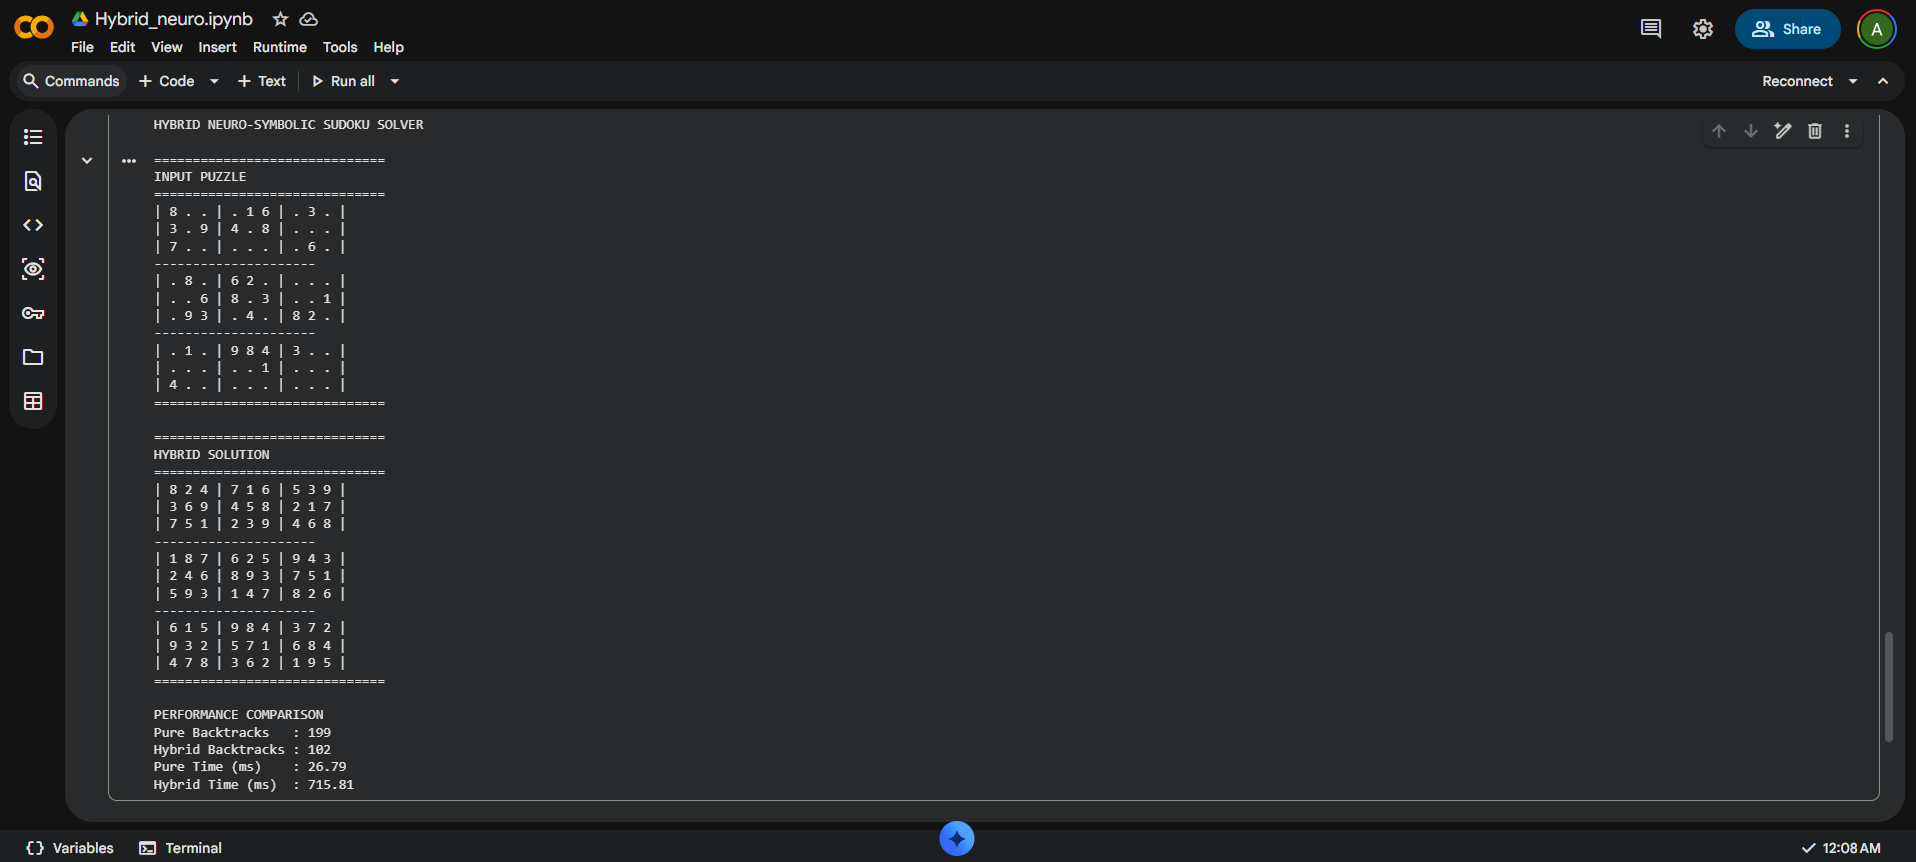 Hybrid_neuro.ipynb
File Edit View Insert Runtime Tools Help
Share
A
Commands + Code + Text Run all
Reconnect
HYBRID NEURO-SYMBOLIC SUDOKU SOLVER
==============================
INPUT PUZZLE
==============================
| 8 . . | . 1 6 | . 3 . |
| 3 . 9 | 4 . 8 | . . . |
| 7 . . | . . . | . 6 . |
---------------------
| . 8 . | 6 2 . | . . . |
| . . 6 | 8 . 3 | . . 1 |
| . 9 3 | . 4 . | 8 2 . |
---------------------
| . 1 . | 9 8 4 | 3 . . |
| . . . | . . 1 | . . . |
| 4 . . | . . . | . . . |
==============================
==============================
HYBRID SOLUTION
==============================
| 8 2 4 | 7 1 6 | 5 3 9 |
| 3 6 9 | 4 5 8 | 2 1 7 |
| 7 5 1 | 2 3 9 | 4 6 8 |
---------------------
| 1 8 7 | 6 2 5 | 9 4 3 |
| 2 4 6 | 8 9 3 | 7 5 1 |
| 5 9 3 | 1 4 7 | 8 2 6 |
---------------------
| 6 1 5 | 9 8 4 | 3 7 2 |
| 9 3 2 | 5 7 1 | 6 8 4 |
| 4 7 8 | 3 6 2 | 1 9 5 |
==============================
PERFORMANCE COMPARISON
Pure Backtracks : 199
Hybrid Backtracks : 102
Pure Time (ms) : 26.79
Hybrid Time (ms) : 715.81
Variables Terminal
12:08 AM